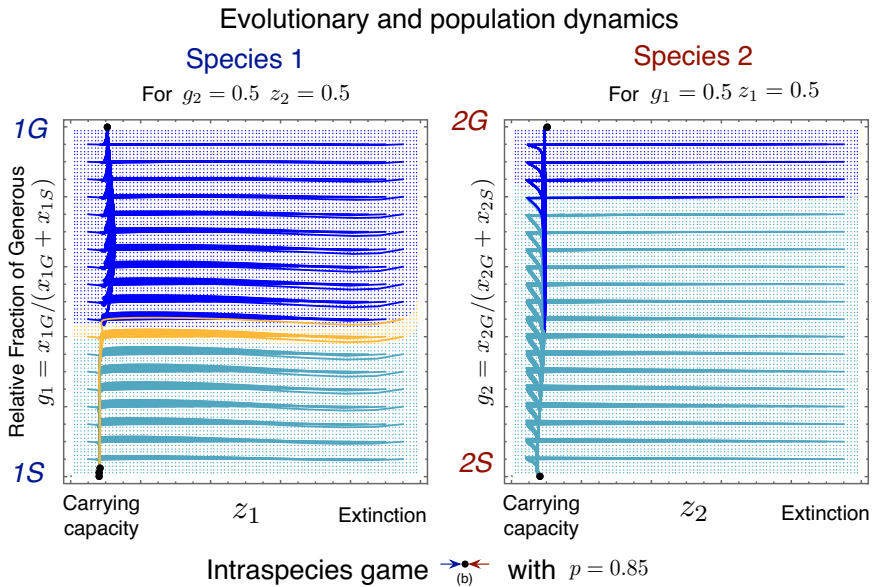 Evolutionary and population dynamics
Species 1
For g₂ = 0.5 z₂ = 0.5
1G
Relative Fraction of Generous
g₁ = x₁G/(x₁G + x₁S)
1S
Carrying capacity
z₁
Extinction
Species 2
For g₁ = 0.5 z₁ = 0.5
2G
g₂ = x₂G/(x₂G + x₂S)
2S
Carrying capacity
z₂
Extinction
Intraspecies game (b) with p = 0.85